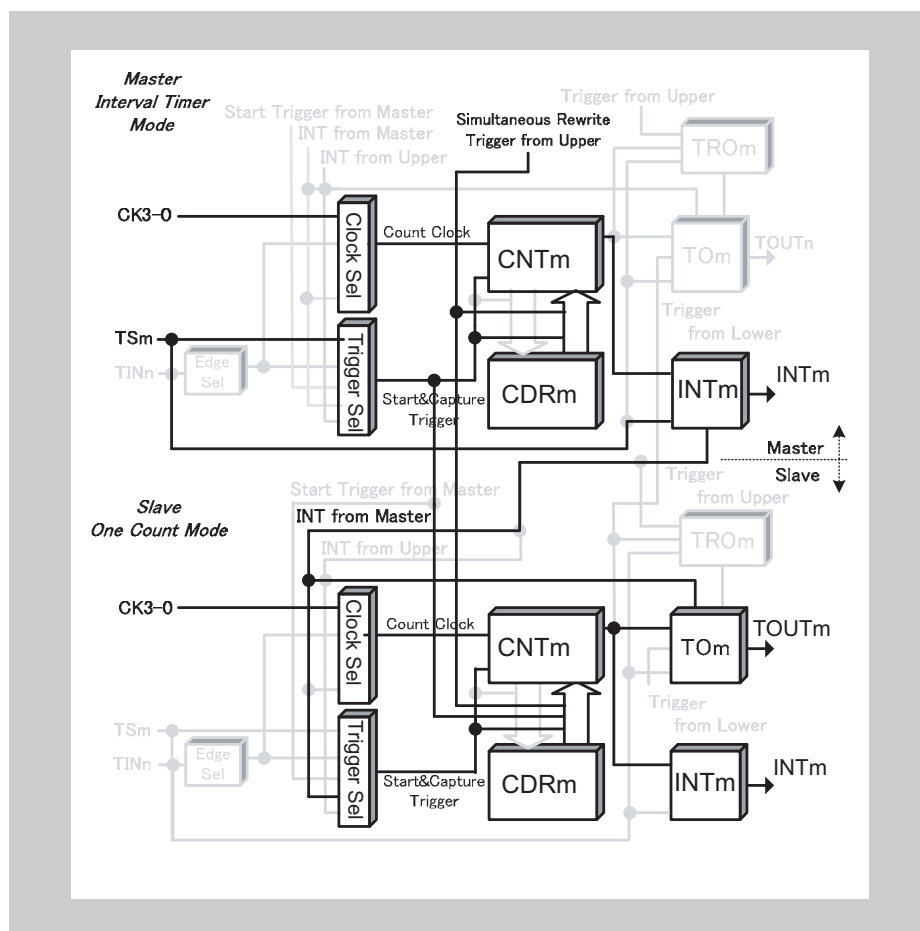 Master
Interval Timer
Mode
Start Trigger from Master
INT from Master
INT from Upper
Simultaneous Rewrite
Trigger from Upper
Trigger from Upper
TROm
CK3-0
Clock Sel
Count Clock
CNTm
TOm
TOUTn
Trigger
from Lower
TSm
TINn
Edge
Sel
Trigger Sel
Start&Capture
Trigger
CDRm
INTm
INTm
Master
Slave
Slave
One Count Mode
Start Trigger from Master
INT from Master
INT from Upper
Trigger
from Upper
TROm
CK3-0
Clock Sel
Count Clock
CNTm
TOm
TOUTm
Trigger
from Lower
TSm
TINn
Edge
Sel
Trigger Sel
Start&Capture
Trigger
CDRm
INTm
INTm